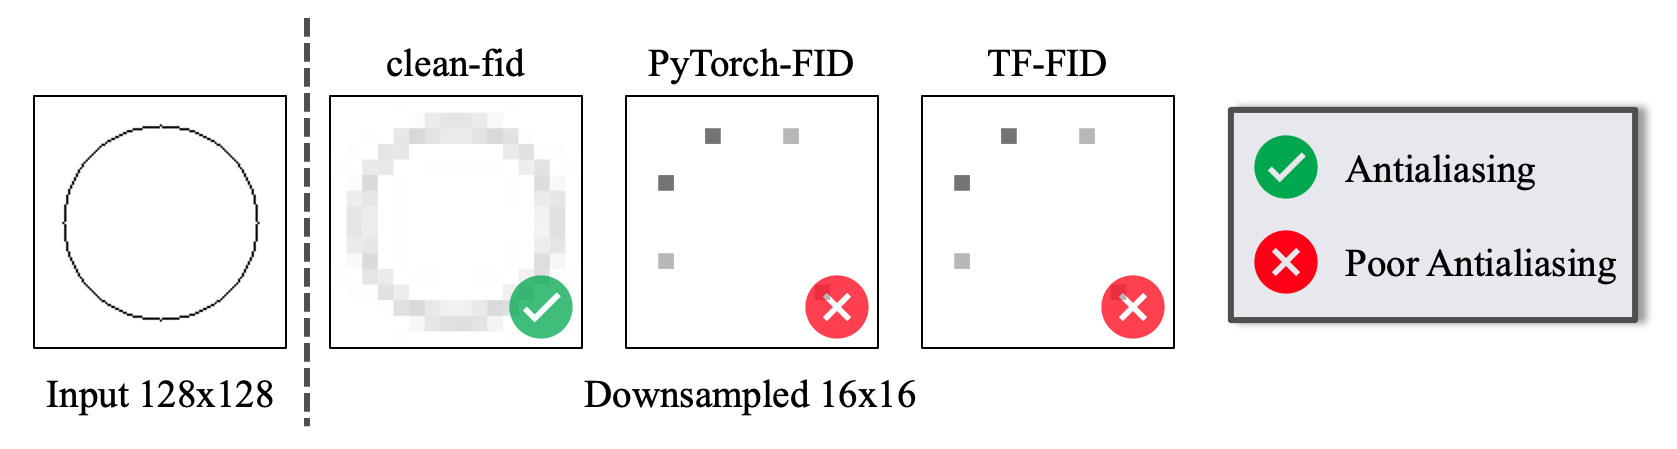 clean-fid
PyTorch-FID
TF-FID
Antialiasing
Poor Antialiasing
Input 128x128
Downsampled 16x16